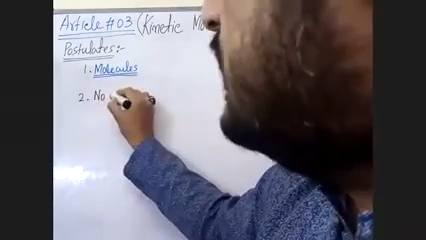 Article # 03 (Kinetic
Postulates:-
1. Molecules
2. No